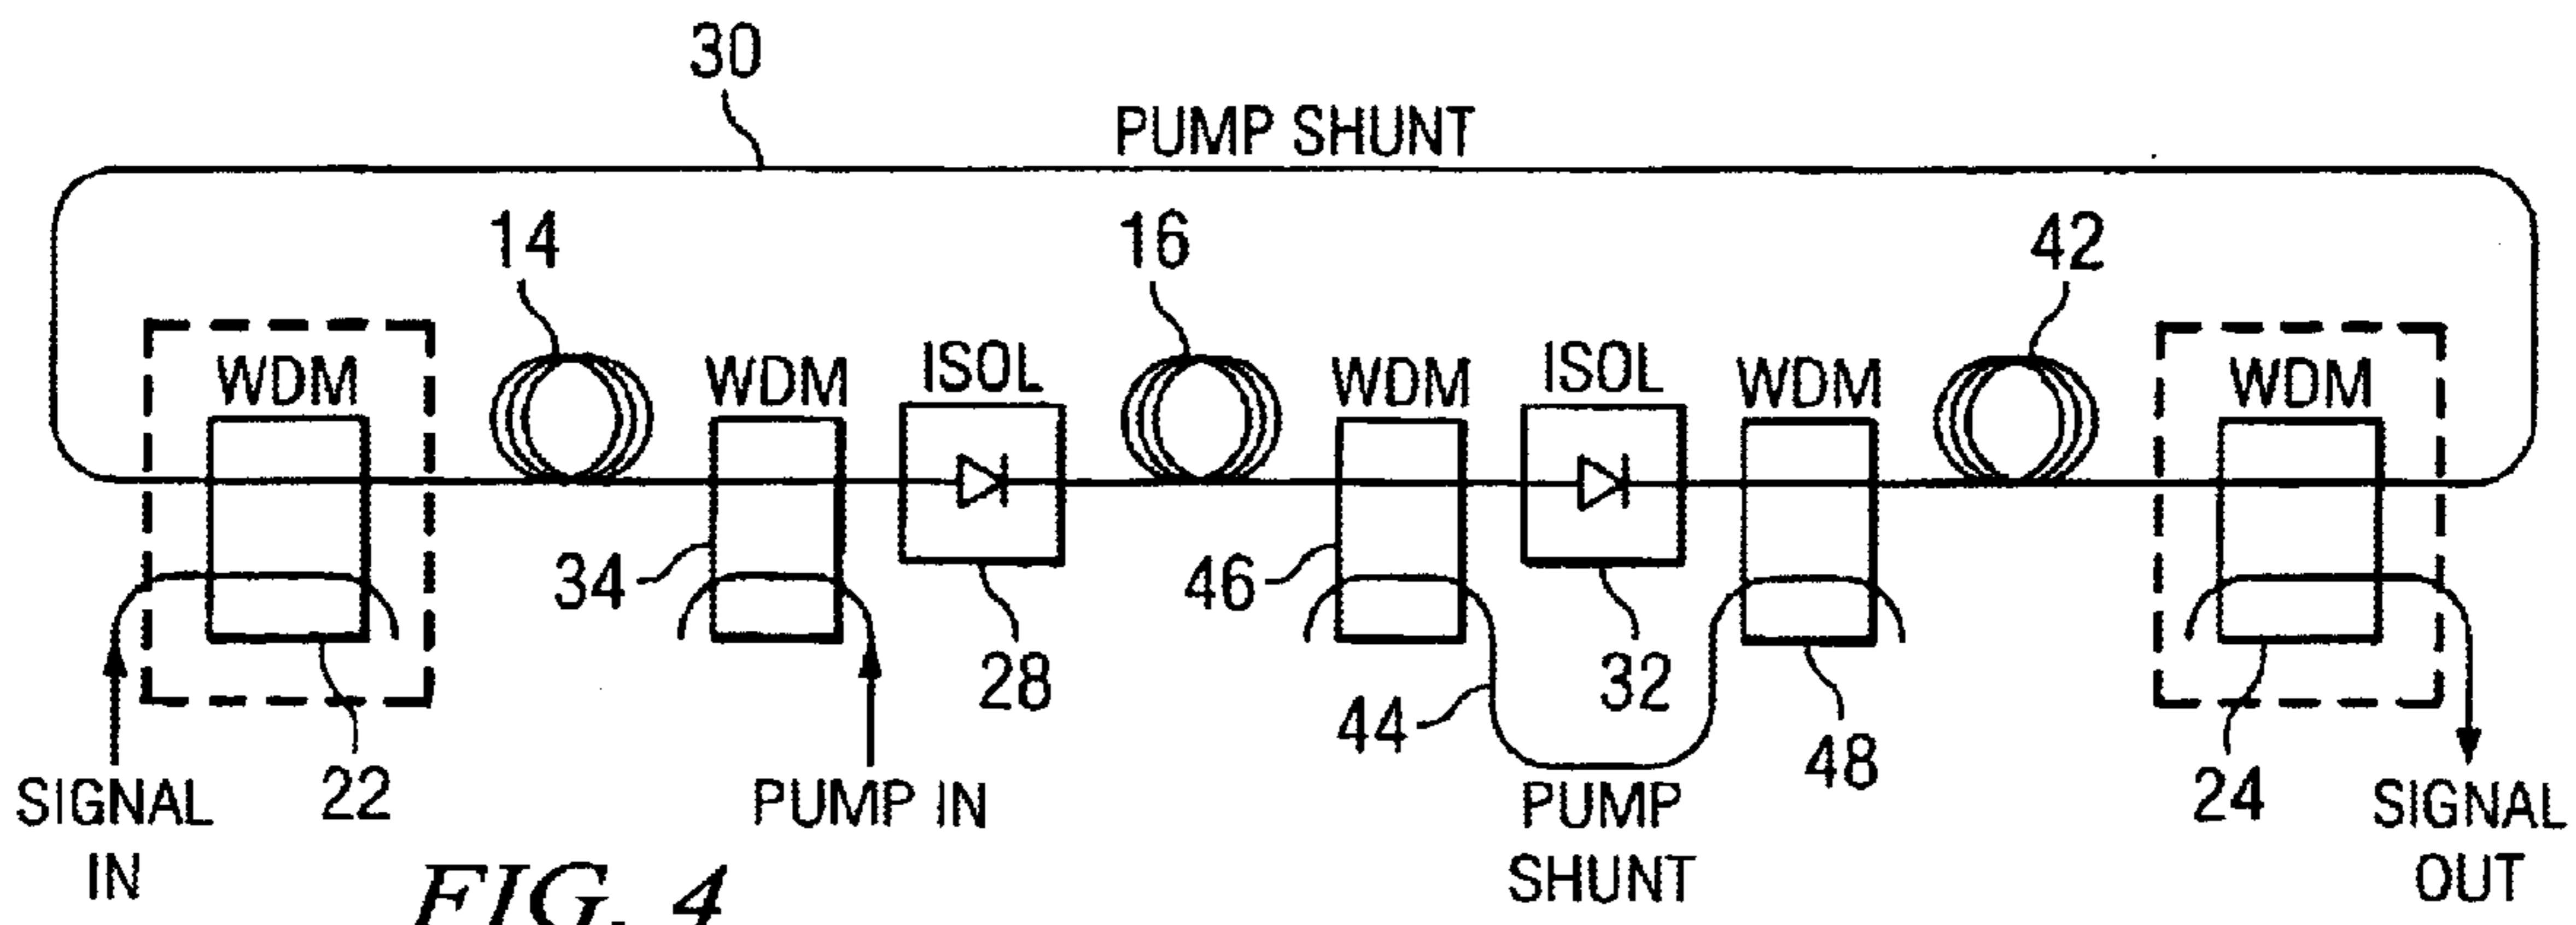 30
PUMP SHUNT
14
16
42
WDM
WDM
ISOL
WDM
ISOL
WDM
WDM
34
46
28
44
32
48
22
24
SIGNAL
IN
PUMP IN
PUMP
SHUNT
SIGNAL
OUT
FIG. 4